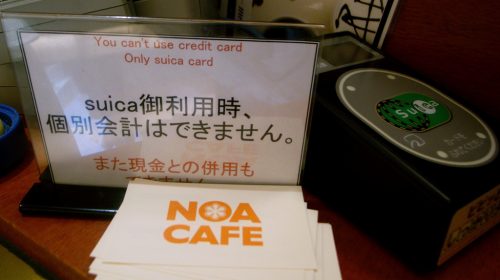 You can't use credit card
Only suica card
suica御利用時、
個別会計はできません。
また現金との併用も
NOA
CAFE
Suica